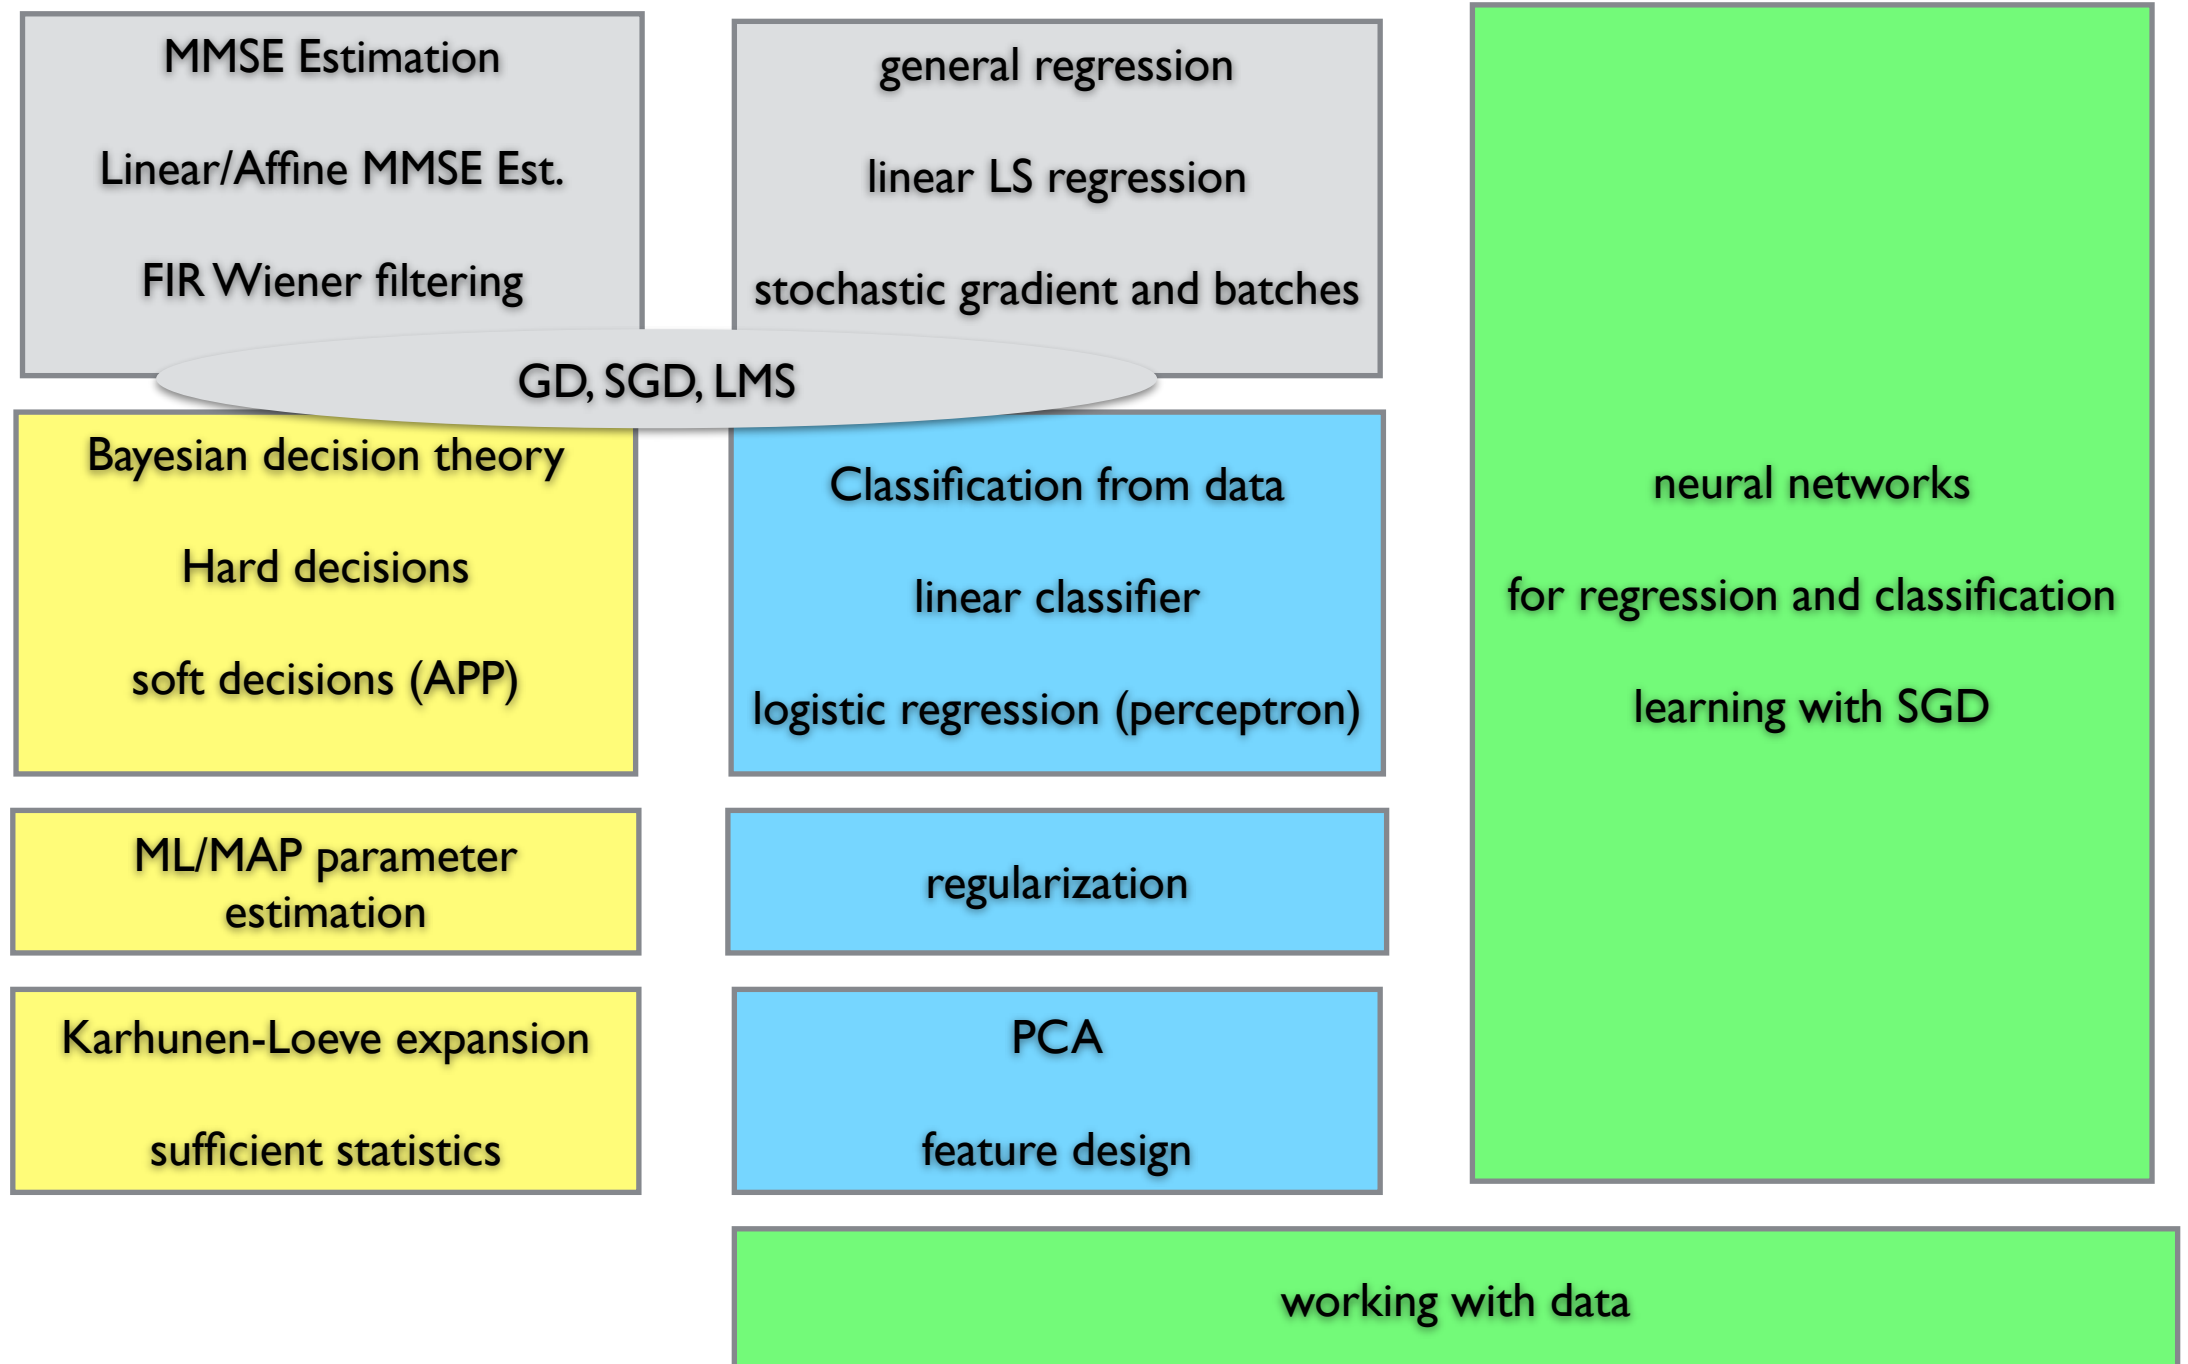 MMSE Estimation
Linear/Affine MMSE Est.
FIR Wiener filtering
general regression
linear LS regression
stochastic gradient and batches
GD, SGD, LMS
Bayesian decision theory
Hard decisions
soft decisions (APP)
Classification from data
linear classifier
logistic regression (perceptron)
ML/MAP parameter
estimation
regularization
Karhunen-Loeve expansion
sufficient statistics
PCA
feature design
neural networks
for regression and classification
learning with SGD
working with data